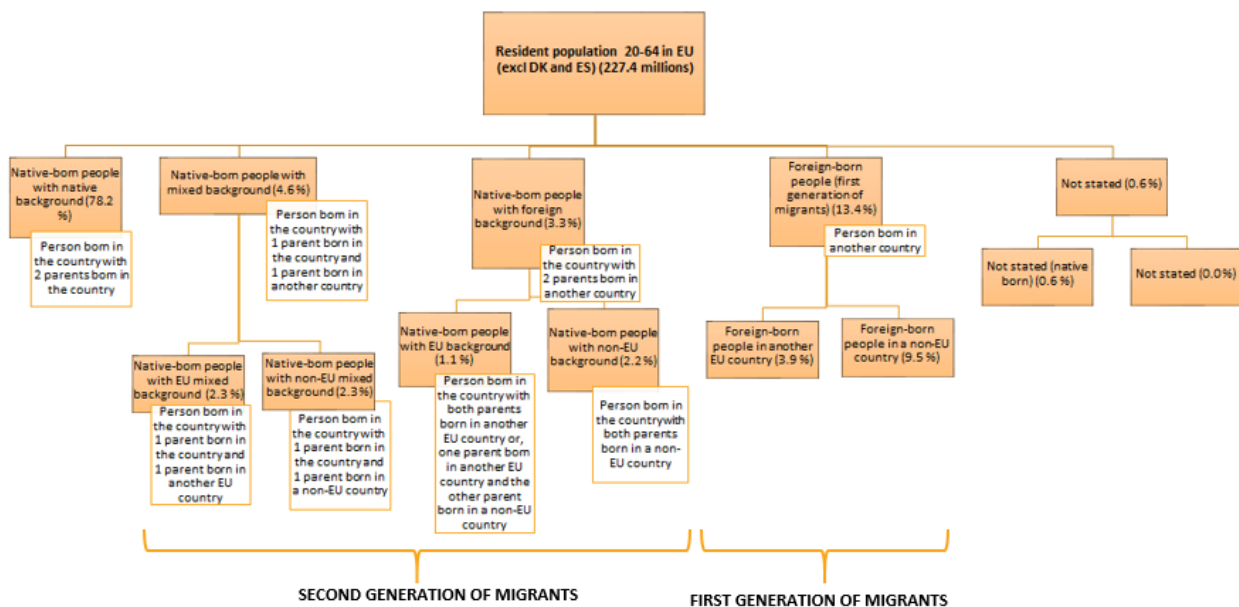 Resident population 20-64 in EU
(excl DK and ES) (227.4 millions)
Native-born people
with native
background (78.2
%)
Person born in
the country with
2 parents born in
the country
Native-born people with
mixed background (4.6%)
Person born in
the country with
1 parent born in
the country and
1 parent born in
another country
Native-born people
with EU mixed
background (2.3%)
Person born in
the country with
1 parent born in
the country and
1 parent born in
another EU
country
Native-born people
with non-EU mixed
background (2.3%)
Person born in
the country with
1 parent born in
the country and
1 parent born in
a non-EU country
Native-born people
with foreign
background (3.3%)
Person born in
the country with
2 parents born in
another country
Native-born people
with EU background
(1.1%)
Person born in
the country
with both
parents
born in another
EU country or,
one parent born
in another EU
country and the
other parent
born in a non-EU
country
Native-born people
with non-EU
background (2.2%)
Person born in
the country with
both parents
born in a non-
EU country
Foreign-born
people (first
generation of
migrants) (13.4%)
Person born in
another country
Foreign-born
people in another
EU country (3.9 %)
Foreign-born
people in a non-EU
country (9.5 %)
Not stated (0.6%)
Not stated (native
born) (0.6 %)
Not stated (0.0%)
SECOND GENERATION OF MIGRANTS
FIRST GENERATION OF MIGRANTS